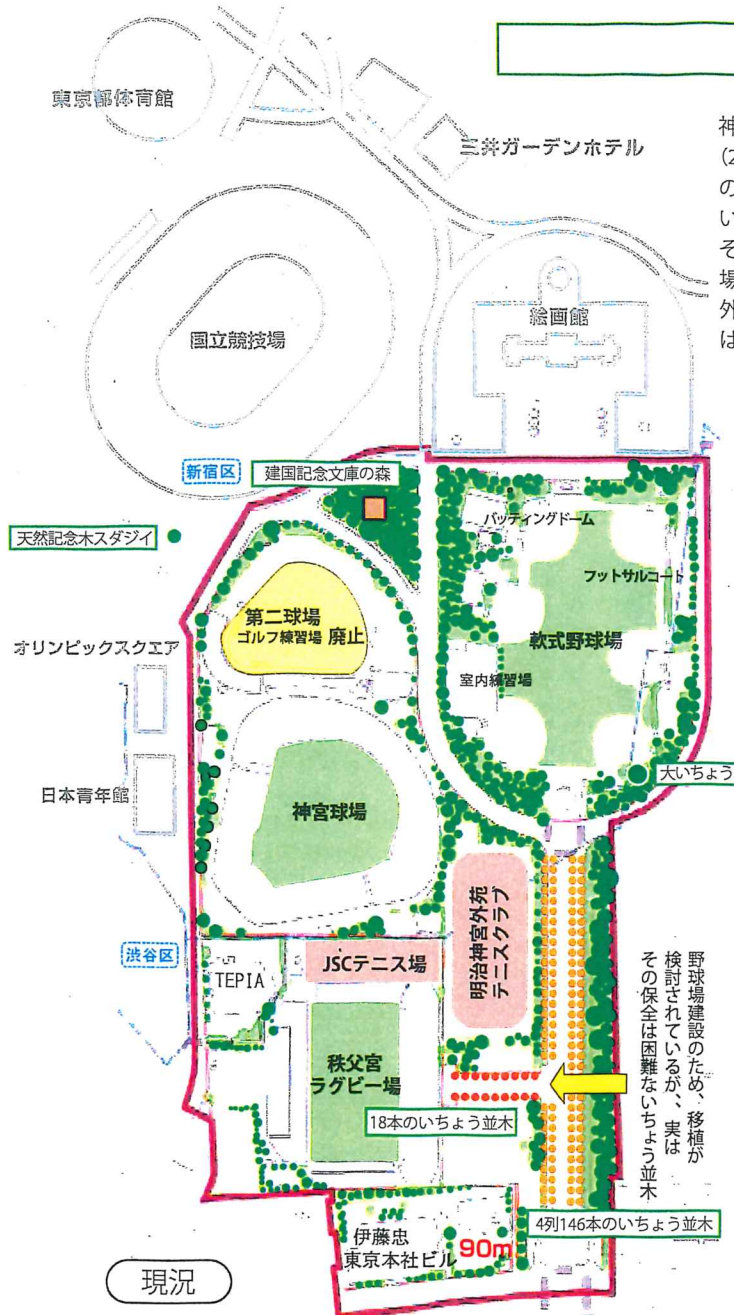 東京都体育館
三井ガーデンホテル
神
(2
の
い
そ
場
外
は
国立競技場
絵画館
新宿区
建国記念文庫の森
天然記念木スダジイ
バッティングドーム
フットサルコート
第二球場
ゴルフ練習場 廃止
軟式野球場
オリンピックスクエア
室内練習場
日本青年館
大いちょう
神宮球場
渋谷区
TEPIA
JSCテニス場
明治神宮外苑
テニスクラブ
野球場建設のため、移植が
検討されているが、、実は
その保全は困難ないちょう並木
秩父宮
ラグビー場
18本のいちょう並木
4列146本のいちょう並木
伊藤忠
東京本社ビル
90m
現況